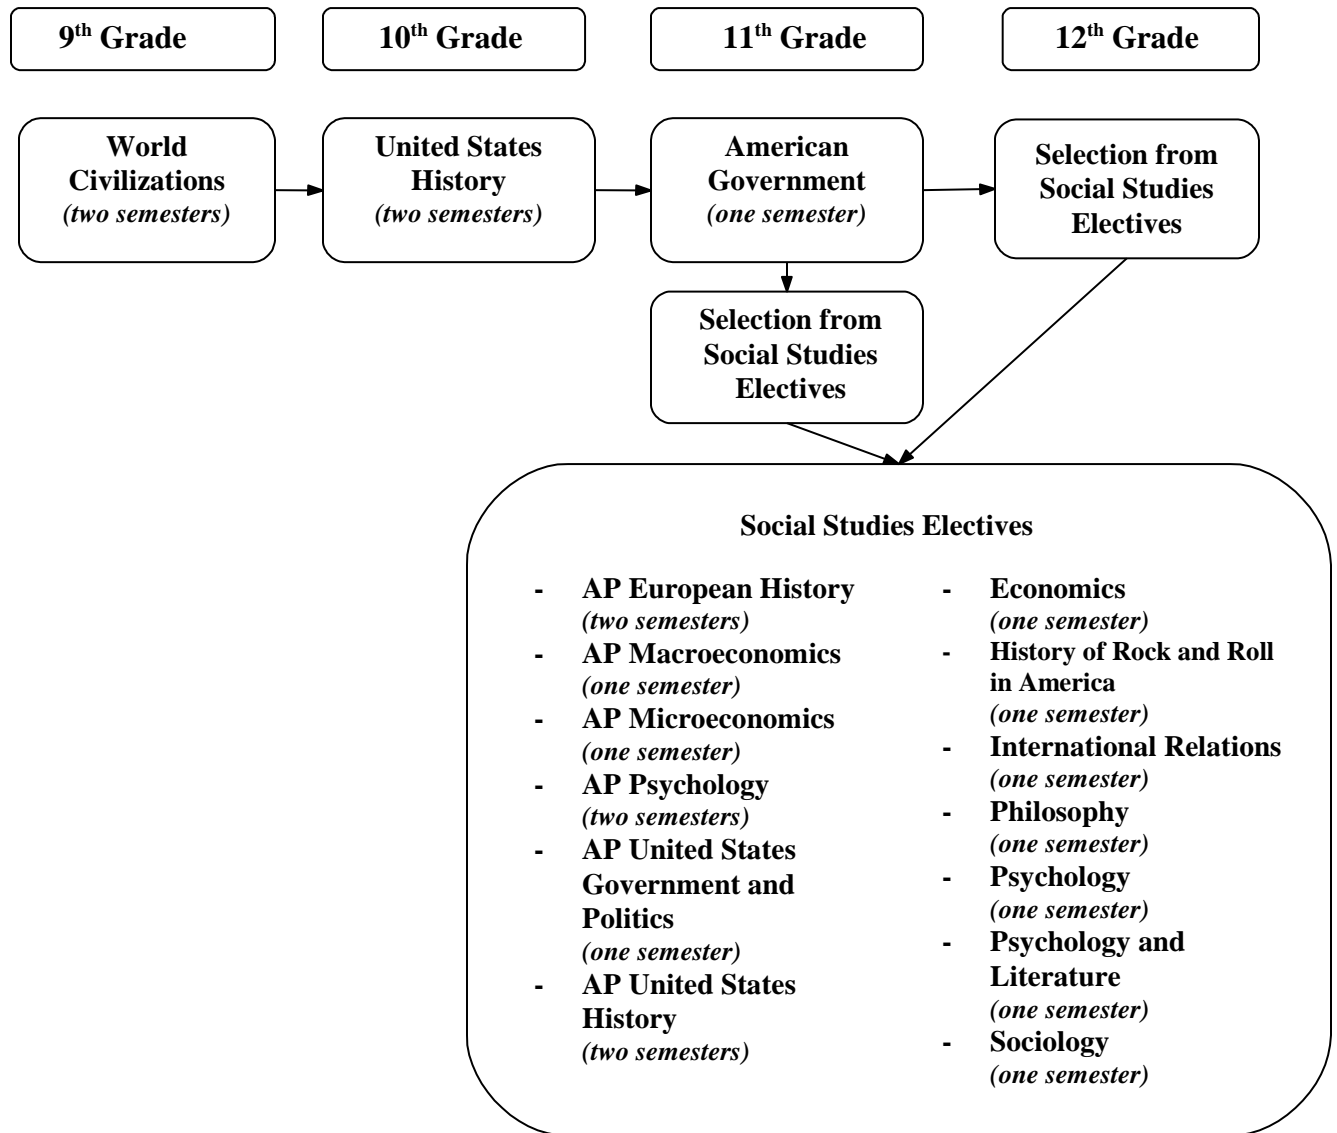 9th Grade
10th Grade
11th Grade
12th Grade
World
Civilizations
(two semesters)
United States
History
(two semesters)
American
Government
(one semester)
Selection from
Social Studies
Electives
Selection from
Social Studies
Electives
Social Studies Electives
- AP European History
(two semesters)
- AP Macroeconomics
(one semester)
- AP Microeconomics
(one semester)
- AP Psychology
(two semesters)
- AP United States
Government and
Politics
(one semester)
- AP United States
History
(two semesters)
- Economics
(one semester)
- History of Rock and Roll
in America
(one semester)
- International Relations
(one semester)
- Philosophy
(one semester)
- Psychology
(one semester)
- Psychology and
Literature
(one semester)
- Sociology
(one semester)